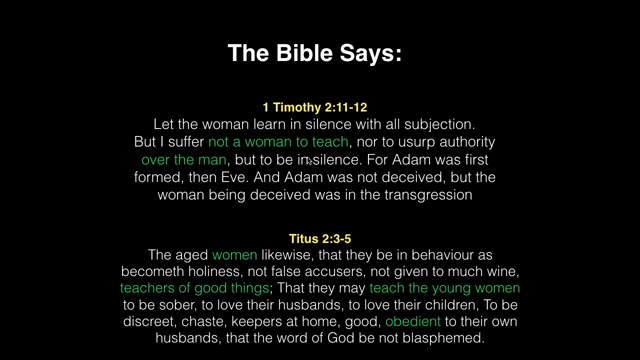 The Bible Says:
1 Timothy 2:11-12
Let the woman learn in silence with all subjection.
But I suffer not a woman to teach, nor to usurp authority
over the man, but to be in silence. For Adam was first
formed, then Eve. And Adam was not deceived, but the
woman being deceived was in the transgression
Titus 2:3-5
The aged women likewise, that they be in behaviour as
becometh holiness, not false accusers, not given to much wine,
teachers of good things; That they may teach the young women
to be sober, to love their husbands, to love their children, To be
discreet, chaste, keepers at home, good, obedient to their own
husbands, that the word of God be not blasphemed.